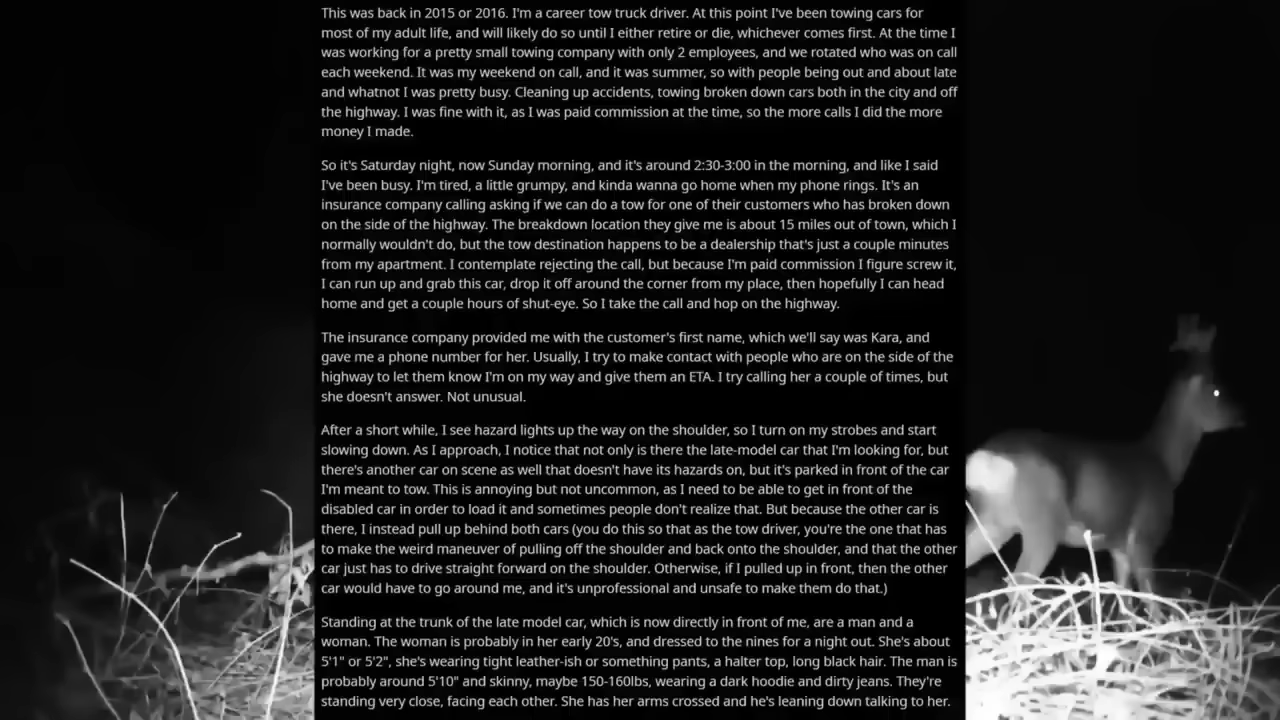 This was back in 2015 or 2016. I'm a career tow truck driver. At this point I've been towing cars for
most of my adult life, and will likely do so until I either retire or die, whichever comes first. At the time I
was working for a pretty small towing company with only 2 employees, and we rotated who was on call
each weekend. It was my weekend on call, and it was summer, so with people being out and about late
and whatnot I was pretty busy. Cleaning up accidents, towing broken down cars both in the city and off
the highway. I was fine with it, as I was paid commission at the time, so the more calls I did the more
money I made.
So it's Saturday night, now Sunday morning, and it's around 2:30-3:00 in the morning, and like I said
I've been busy. I'm tired, a little grumpy, and kinda wanna go home when my phone rings. It's an
insurance company calling asking if we can do a tow for one of their customers who has broken down
on the side of the highway. The breakdown location they give me is about 15 miles out of town, which I
normally wouldn't do, but the tow destination happens to be a dealership that's just a couple minutes
from my apartment. I contemplate rejecting the call, but because I'm paid commission I figure screw it,
I can run up and grab this car, drop it off around the corner from my place, then hopefully I can head
home and get a couple hours of shut-eye. So I take the call and hop on the highway.
The insurance company provided me with the customer's first name, which we'll say was Kara, and
gave me a phone number for her. Usually, I try to make contact with people who are on the side of the
highway to let them know I'm on my way and give them an ETA. I try calling her a couple of times, but
she doesn't answer. Not unusual.
After a short while, I see hazard lights up the way on the shoulder, so I turn on my strobes and start
slowing down. As I approach, I notice that not only is there the late-model car that I'm looking for, but
there's another car on scene as well that doesn't have its hazards on, but it's parked in front of the car
I'm meant to tow. This is annoying but not uncommon, as I need to be able to get in front of the
disabled car in order to load it and sometimes people don't realize that. But because the other car is
there, I instead pull up behind both cars (you do this so that as the tow driver, you're the one that has
to make the weird maneuver of pulling off the shoulder and back onto the shoulder, and that the other
car just has to drive straight forward on the shoulder. Otherwise, if I pulled up in front, then the other
car would have to go around me, and it's unprofessional and unsafe to make them do that.)
Standing at the trunk of the late model car, which is now directly in front of me, are a man and a
woman. The woman is probably in her early 20's, and dressed to the nines for a night out. She's about
5'1" or 5'2", she's wearing tight leather-ish or something pants, a halter top, long black hair. The man is
probably around 5'10" and skinny, maybe 150-160lbs, wearing a dark hoodie and dirty jeans. They're
standing very close, facing each other. She has her arms crossed and he's leaning down talking to her.